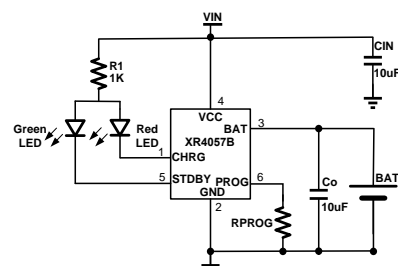 VIN
R1
1K
CIN
10uF
Green
LED
Red
LED
4
VCC
BAT
3
XR4057B
1
CHRG
5
STDBY
PROG
6
GND
2
RPROG
Co
10uF
BAT